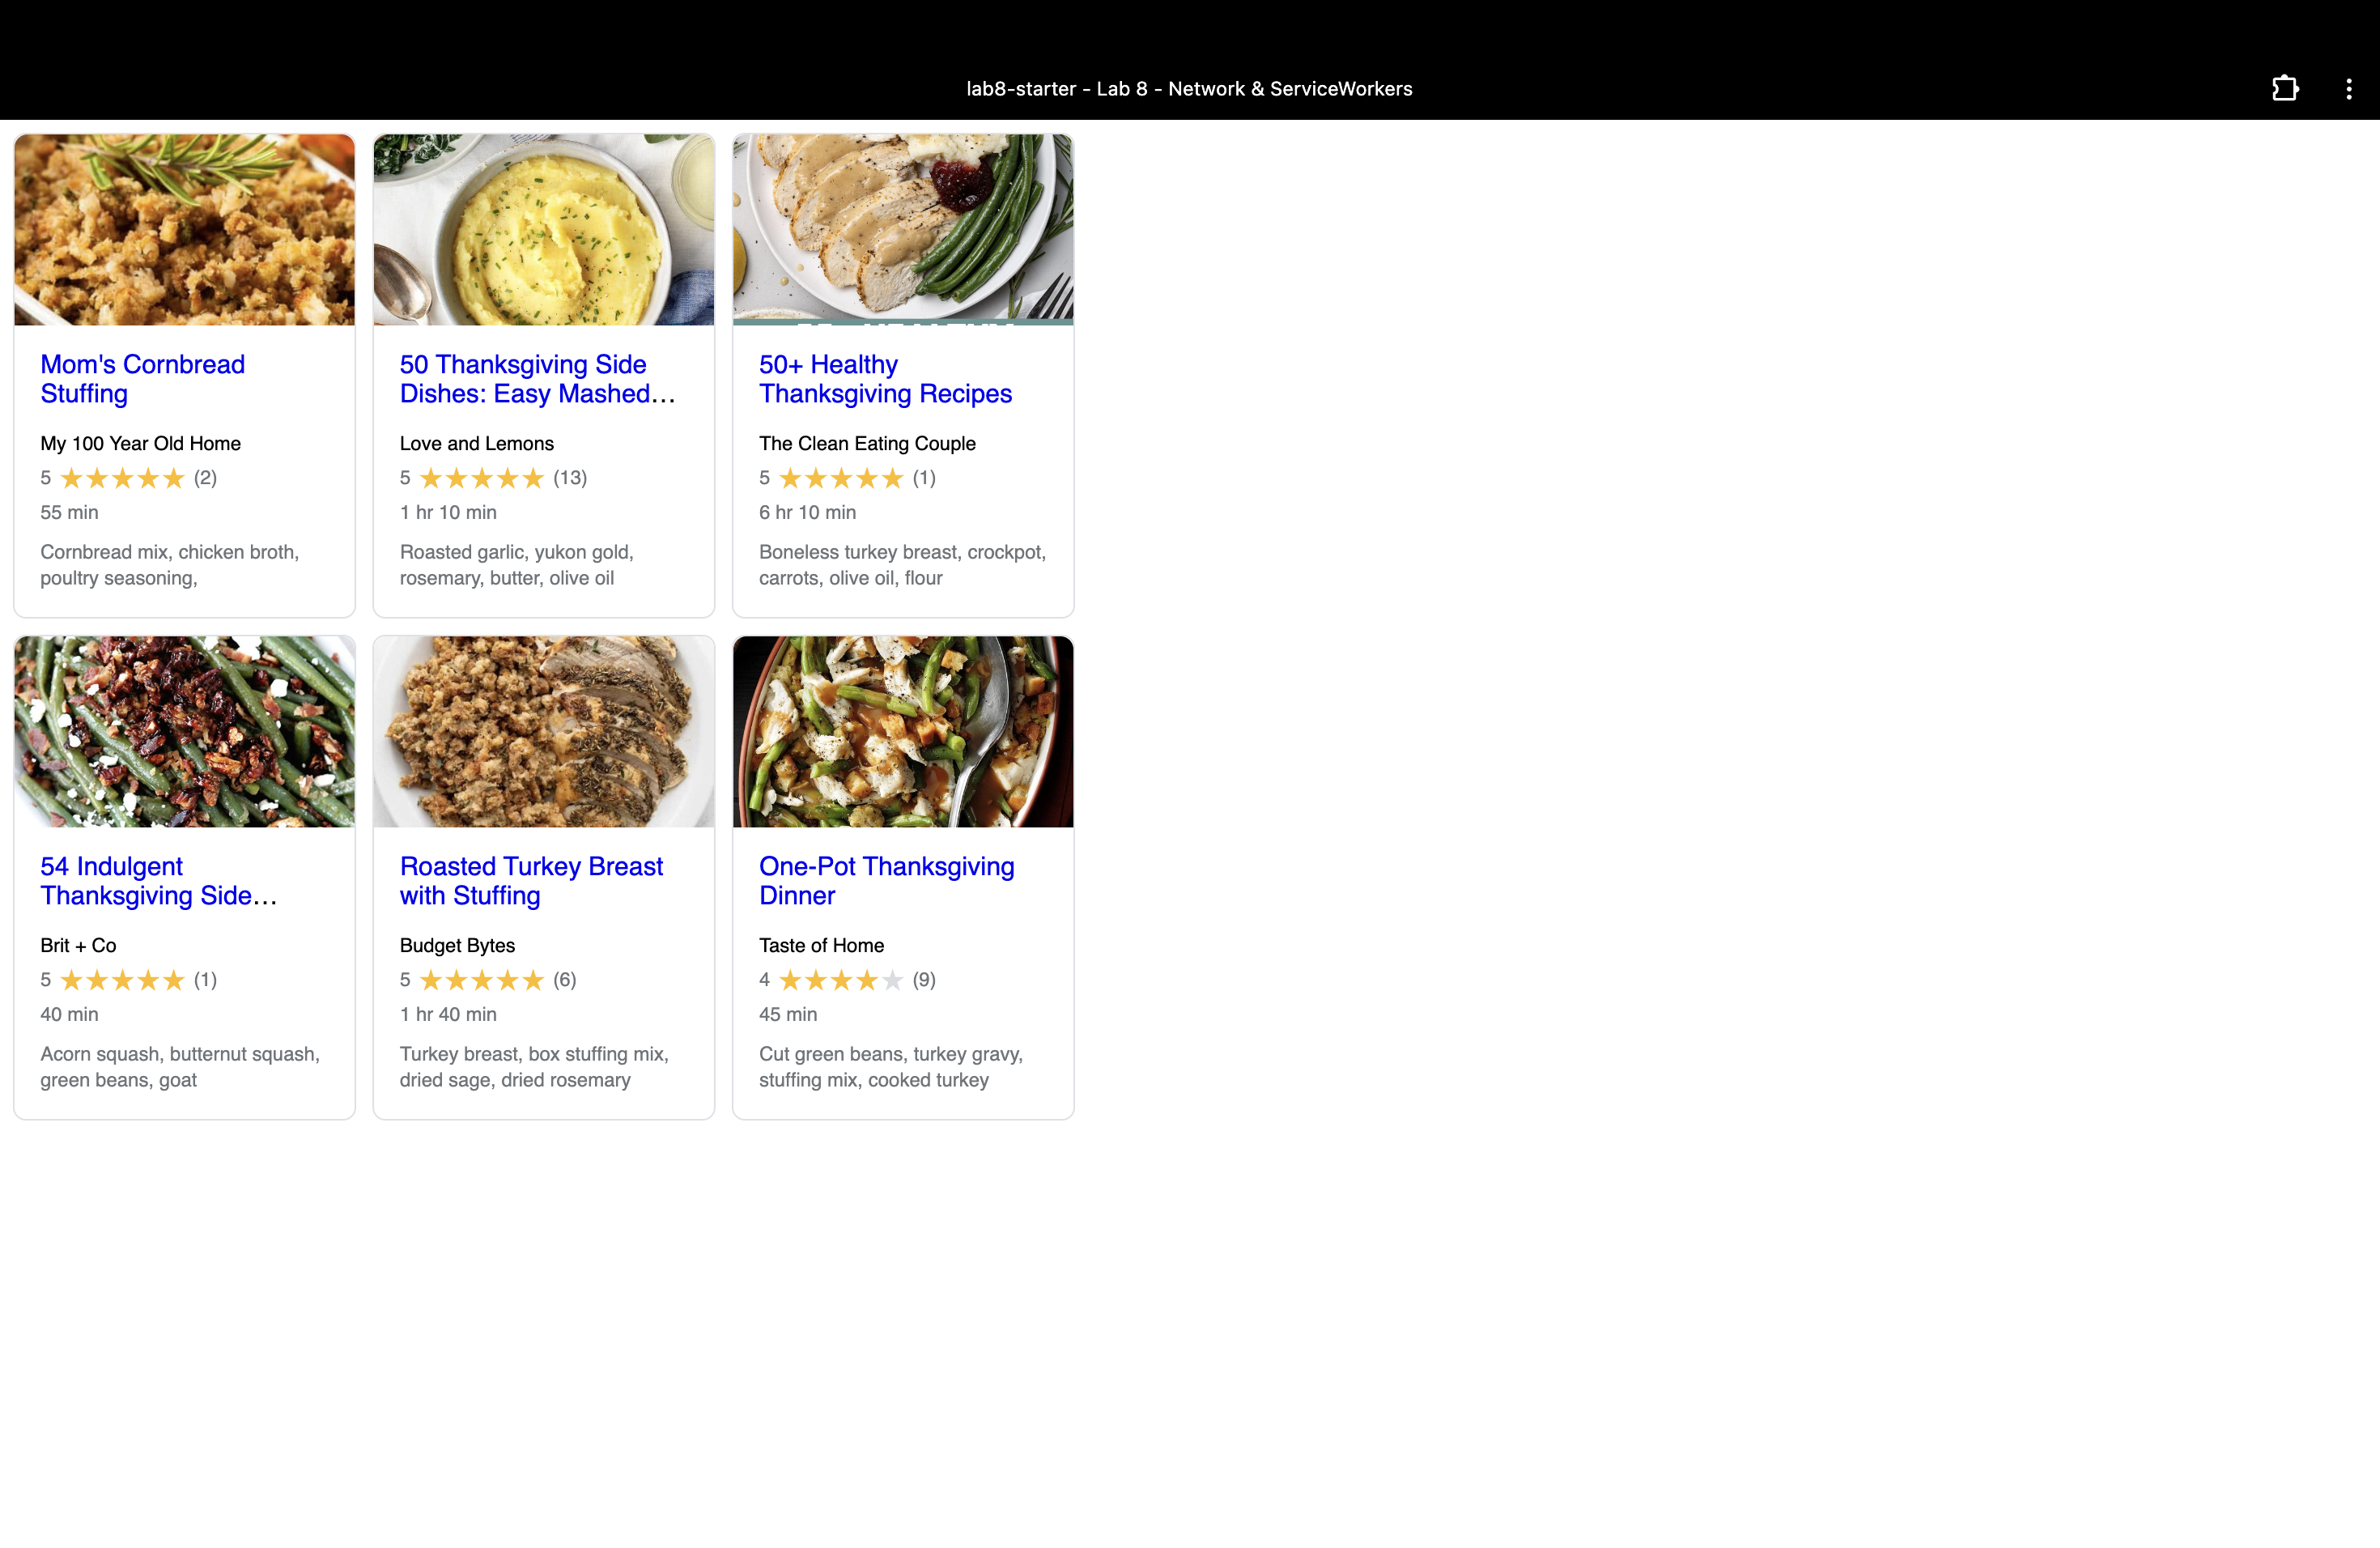 lab8-starter - Lab 8 - Network & ServiceWorkers
Mom's Cornbread
Stuffing
My 100 Year Old Home
5 ★★★★★ (2)
55 min
Cornbread mix, chicken broth,
poultry seasoning,
50 Thanksgiving Side
Dishes: Easy Mashed...
Love and Lemons
5 ★★★★★ (13)
1 hr 10 min
Roasted garlic, yukon gold,
rosemary, butter, olive oil
50+ Healthy
Thanksgiving Recipes
The Clean Eating Couple
5 ★★★★★ (1)
6 hr 10 min
Boneless turkey breast, crockpot,
carrots, olive oil, flour
54 Indulgent
Thanksgiving Side...
Brit + Co
5 ★★★★★ (1)
40 min
Acorn squash, butternut squash,
green beans, goat
Roasted Turkey Breast
with Stuffing
Budget Bytes
5 ★★★★★ (6)
1 hr 40 min
Turkey breast, box stuffing mix,
dried sage, dried rosemary
One-Pot Thanksgiving
Dinner
Taste of Home
4 ★★★★★ (9)
45 min
Cut green beans, turkey gravy,
stuffing mix, cooked turkey